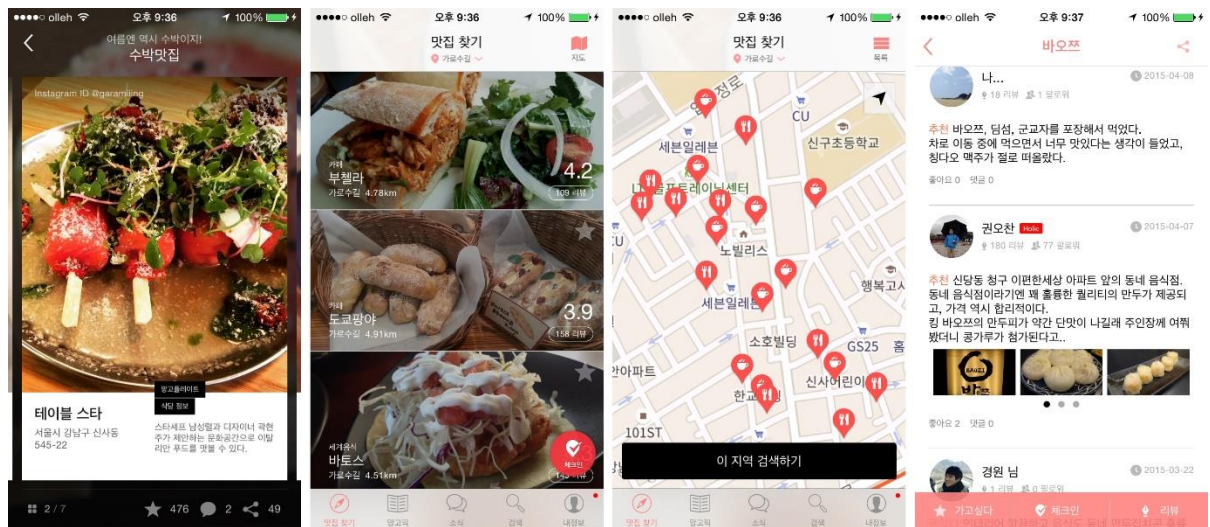 olleh 오후 9:36 100%
여름엔 역시 수박이지!
수박맛집
Instagram ID @garamiling
망고플레이트
식당 정보
테이블 스타
서울시 강남구 신사동
545-22
스타셰프 남성렬과 디자이너 곽현
주가 제안하는 문화공간으로 이탈
리안 푸드를 맛볼 수 있다.
2 / 7
476
2
49
olleh 오후 9:36 100%
맛집 찾기
가로수길
지도
카페
부첼라
가로수길 4.78km
4.2
109 리뷰
카페
도쿄팡야
가로수길 4.91km
3.9
158 리뷰
세계음식
바토스
가로수길 4.51km
체크인
맛집 찾기
망고픽
소식
검색
내정보
olleh 오후 9:36 100%
맛집 찾기
가로수길
목록
CU
세븐일레븐
신구초등학교
노빌리스
세븐일레븐
행복고시
소호빌딩
GS25
101ST
이 지역 검색하기
맛집 찾기
망고픽
소식
검색
내정보
olleh 오후 9:37 100%
바오쯔
나...
2015-04-08
18 리뷰 1 팔로워
추천 바오쯔, 딤섬, 군교자를 포장해서 먹었다.
차로 이동 중에 먹으면서 너무 맛있다는 생각이 들었고,
칭다오 맥주가 절로 떠올랐다.
좋아요 0 댓글 0
권오찬 Holic
2015-04-07
180 리뷰 77 팔로워
추천 신당동 청구 이편한세상 아파트 앞의 동네 음식점.
동네 음식점이라기엔 꽤 훌륭한 퀄리티의 만두가 제공되
고, 가격 역시 합리적이다.
킹 바오쯔의 만두피가 약간 단맛이 나길래 주인장께 여쭤
봤더니 콩가루가 첨가된다고..
좋아요 2 댓글 0
경원 님
2015-03-22
1 리뷰 0 팔로워
가고싶다
체크인
리뷰